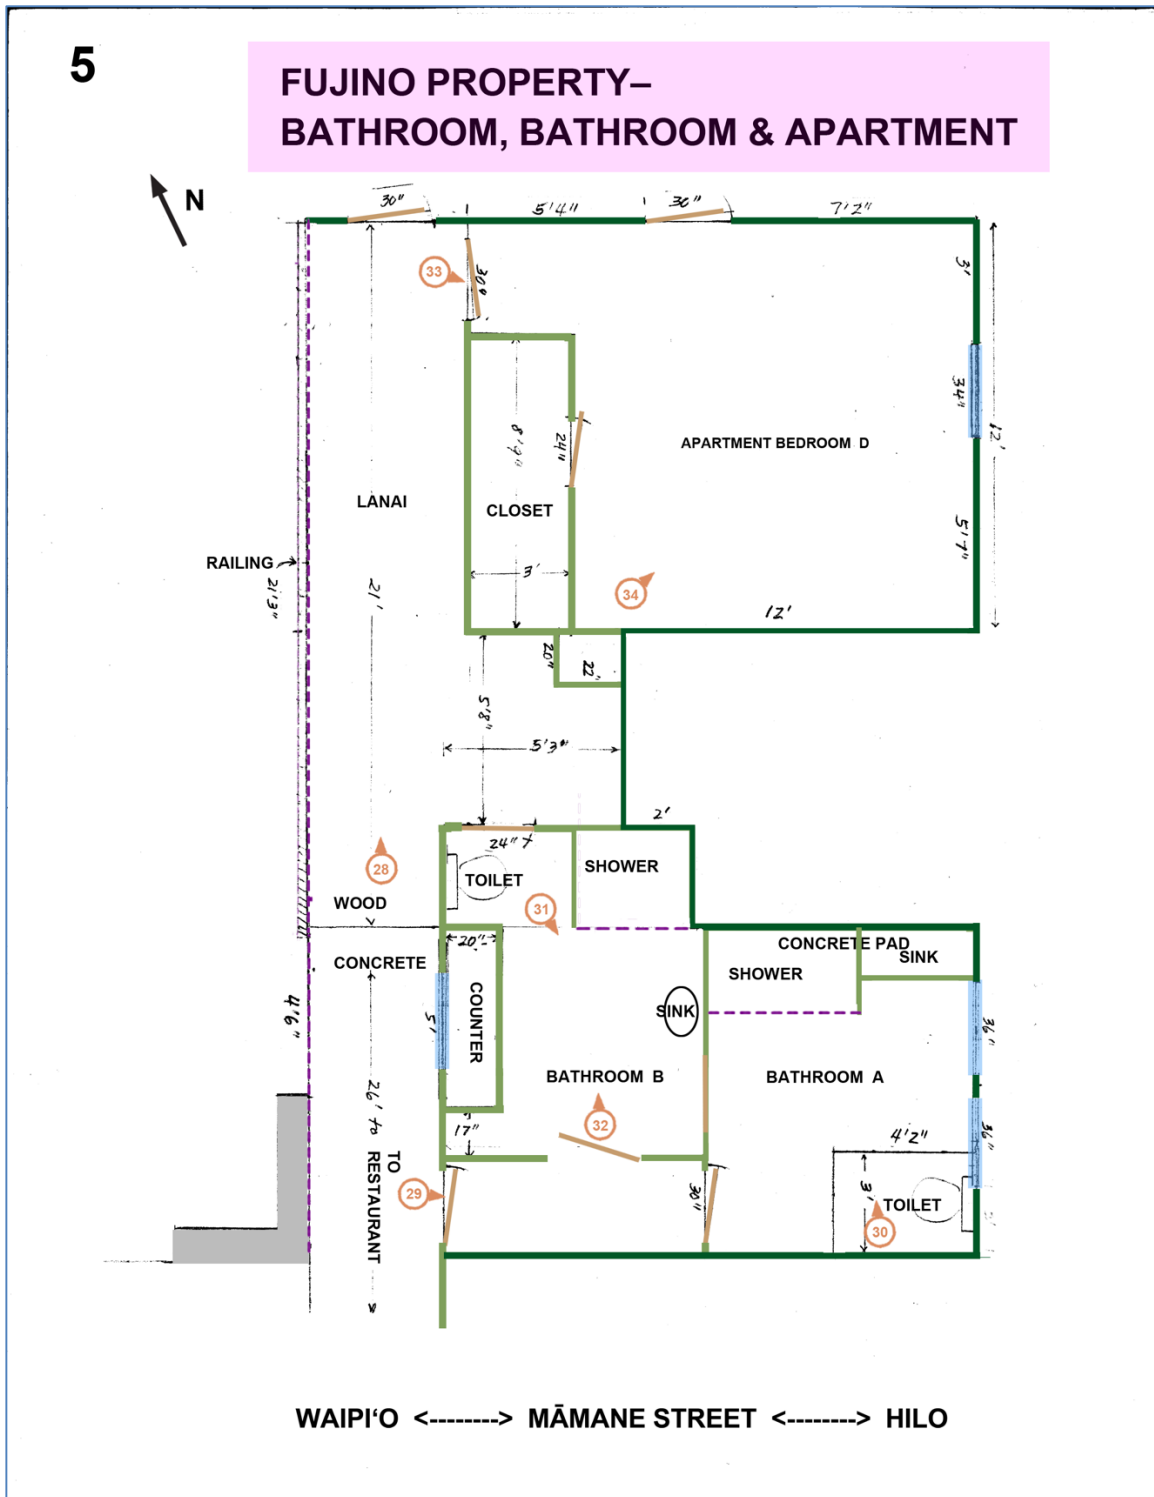 5
FUJINO PROPERTY–
BATHROOM, BATHROOM & APARTMENT
N
30"
5'4"
30"
7'2"
33
30"
3'
34"
12'
8'9"
24"
APARTMENT BEDROOM D
LANAI
CLOSET
5'7"
RAILING
21'3"
21'
3'
34
12'
20"
22"
5'8"
5'3"
2'
24"
28
TOILET
SHOWER
31
WOOD
20"
CONCRETE PAD
SINK
CONCRETE
SHOWER
4'6"
5'
COUNTER
SINK
36"
26' to
BATHROOM B
BATHROOM A
32
17"
4'2"
36"
TO
RESTAURANT
29
30"
3'
TOILET
30
WAIPIʻO <--------> MĀMANE STREET <--------> HILO